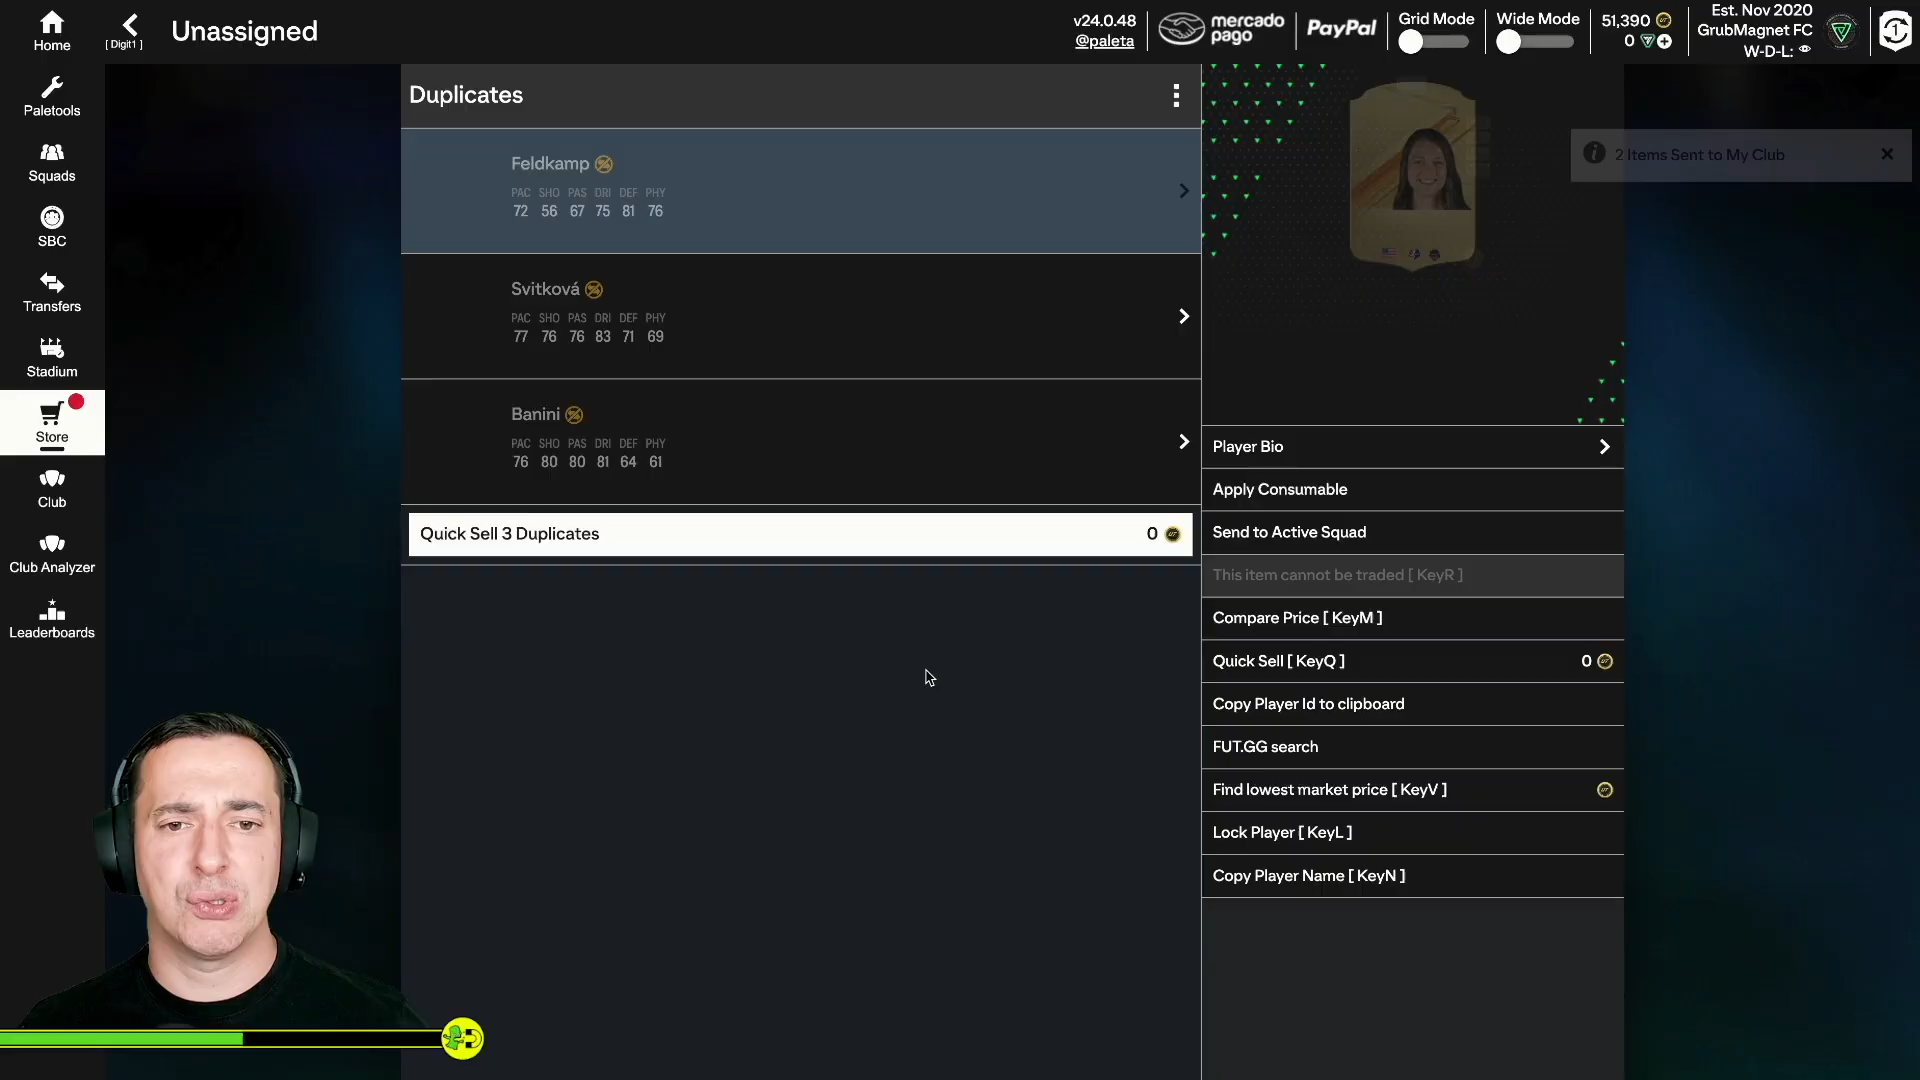 Home
[ Digit1 ]
Unassigned
v24.0.48
@paleta
mercado
pago
PayPal
Grid Mode
Wide Mode
51,390
0
Est. Nov 2020
GrubMagnet FC
W-D-L:
1
Paletools
Squads
SBC
Transfers
Stadium
Store
Club
Club Analyzer
Leaderboards
Duplicates
Feldkamp
PAC SHO PAS DRI DEF PHY
72 56 67 75 81 76
Svitková
PAC SHO PAS DRI DEF PHY
77 76 76 83 71 69
Banini
PAC SHO PAS DRI DEF PHY
76 80 80 81 64 61
Quick Sell 3 Duplicates 0
2 Items Sent to My Club
Player Bio
Apply Consumable
Send to Active Squad
This item cannot be traded [ KeyR ]
Compare Price [ KeyM ]
Quick Sell [ KeyQ ] 0
Copy Player Id to clipboard
FUT.GG search
Find lowest market price [ KeyV ]
Lock Player [ KeyL ]
Copy Player Name [ KeyN ]